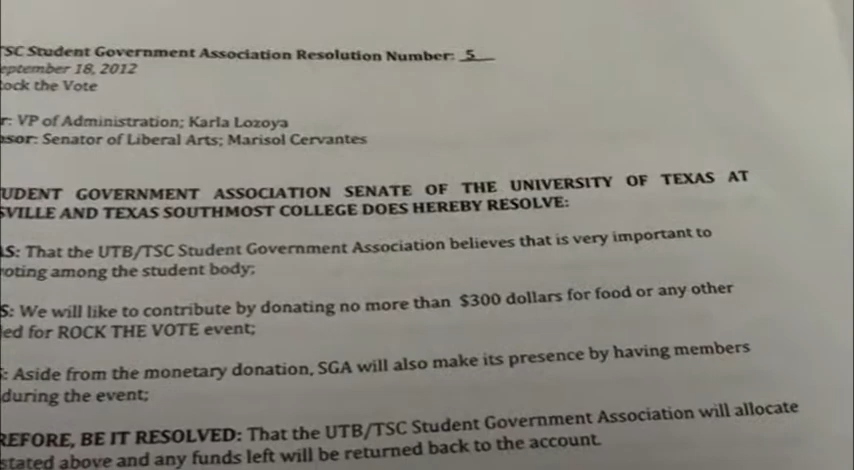 TSC Student Government Association Resolution Number: 5
eptember 18, 2012
Rock the Vote
r: VP of Administration; Karla Lozoya
nsor: Senator of Liberal Arts; Marisol Cervantes
UDENT GOVERNMENT ASSOCIATION SENATE OF THE UNIVERSITY OF TEXAS AT
SVILLE AND TEXAS SOUTHMOST COLLEGE DOES HEREBY RESOLVE:
AS: That the UTB/TSC Student Government Association believes that is very important to
oting among the student body;
S: We will like to contribute by donating no more than $300 dollars for food or any other
ed for ROCK THE VOTE event;
S: Aside from the monetary donation, SGA will also make its presence by having members
during the event;
REFORE, BE IT RESOLVED: That the UTB/TSC Student Government Association will allocate
stated above and any funds left will be returned back to the account.